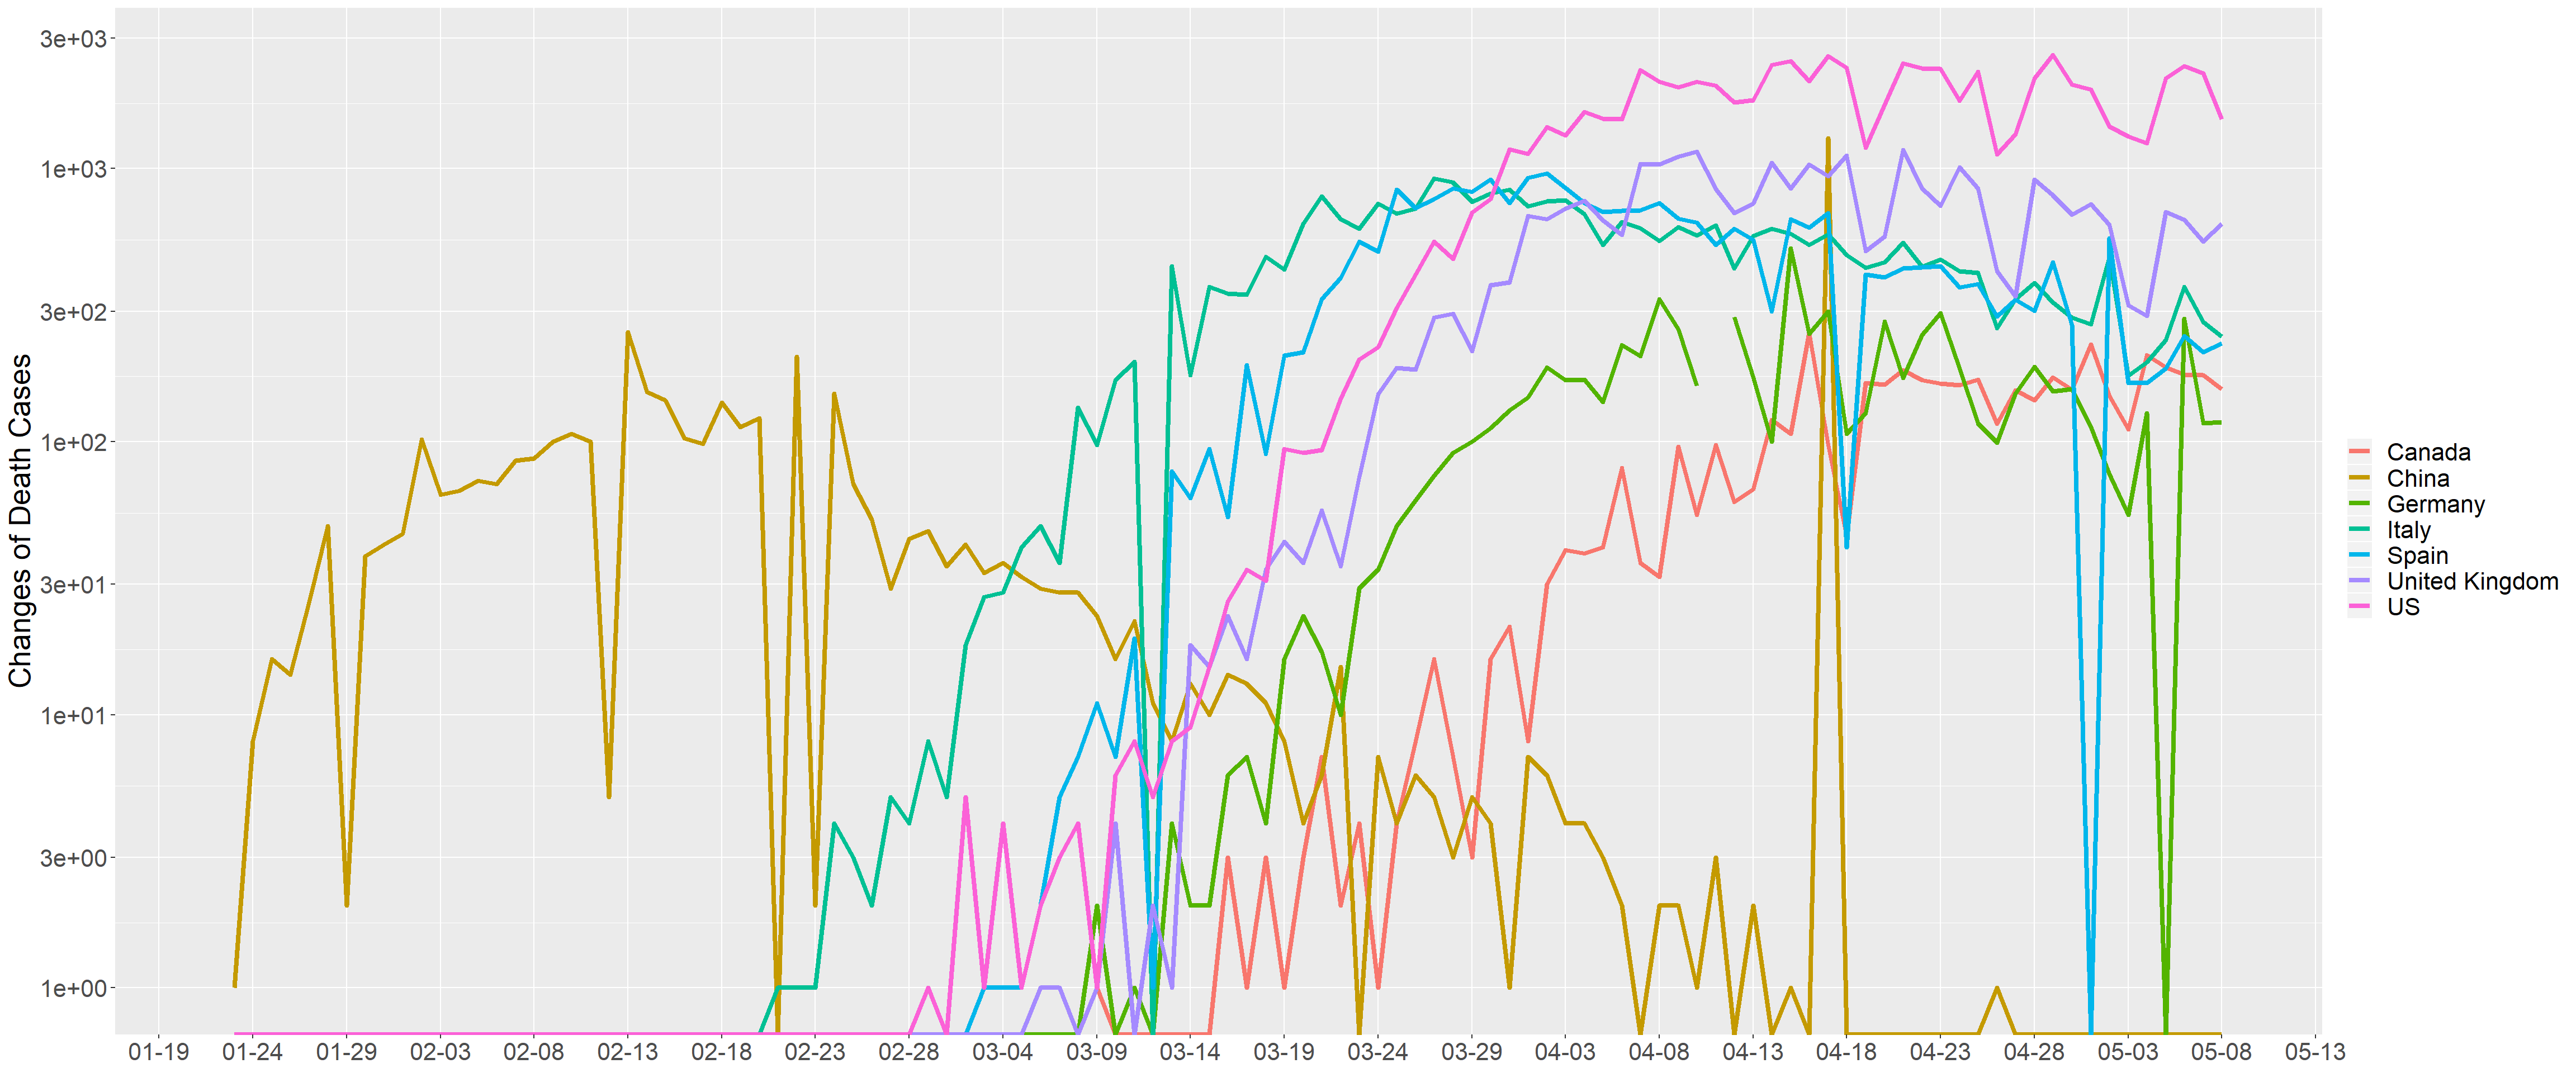 Changes of Death Cases
3e+03
1e+03
3e+02
1e+02
3e+01
1e+01
3e+00
1e+00
01-19 01-24 01-29 02-03 02-08 02-13 02-18 02-23 02-28 03-04 03-09 03-14 03-19 03-24 03-29 04-03 04-08 04-13 04-18 04-23 04-28 05-03 05-08 05-13
Canada
China
Germany
Italy
Spain
United Kingdom
US